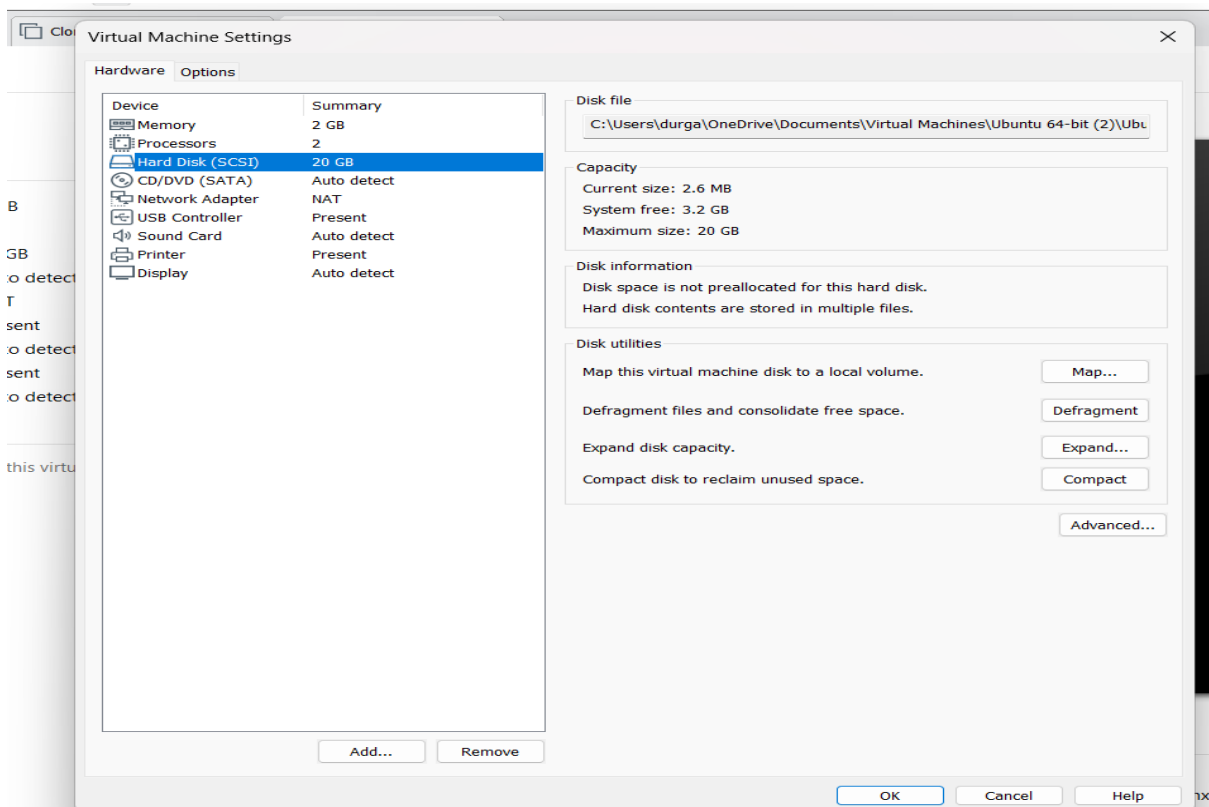 Clo
Virtual Machine Settings
Hardware Options
Device Summary
Memory 2 GB
Processors 2
Hard Disk (SCSI) 20 GB
CD/DVD (SATA) Auto detect
Network Adapter NAT
USB Controller Present
Sound Card Auto detect
Printer Present
Display Auto detect
Add... Remove
Disk file
C:\Users\durga\OneDrive\Documents\Virtual Machines\Ubuntu 64-bit (2)\Ubu
Capacity
Current size: 2.6 MB
System free: 3.2 GB
Maximum size: 20 GB
Disk information
Disk space is not preallocated for this hard disk.
Hard disk contents are stored in multiple files.
Disk utilities
Map this virtual machine disk to a local volume. Map...
Defragment files and consolidate free space. Defragment
Expand disk capacity. Expand...
Compact disk to reclaim unused space. Compact
Advanced...
OK Cancel Help
B
GB
to detect
T
sent
to detect
sent
to detect
this virtu